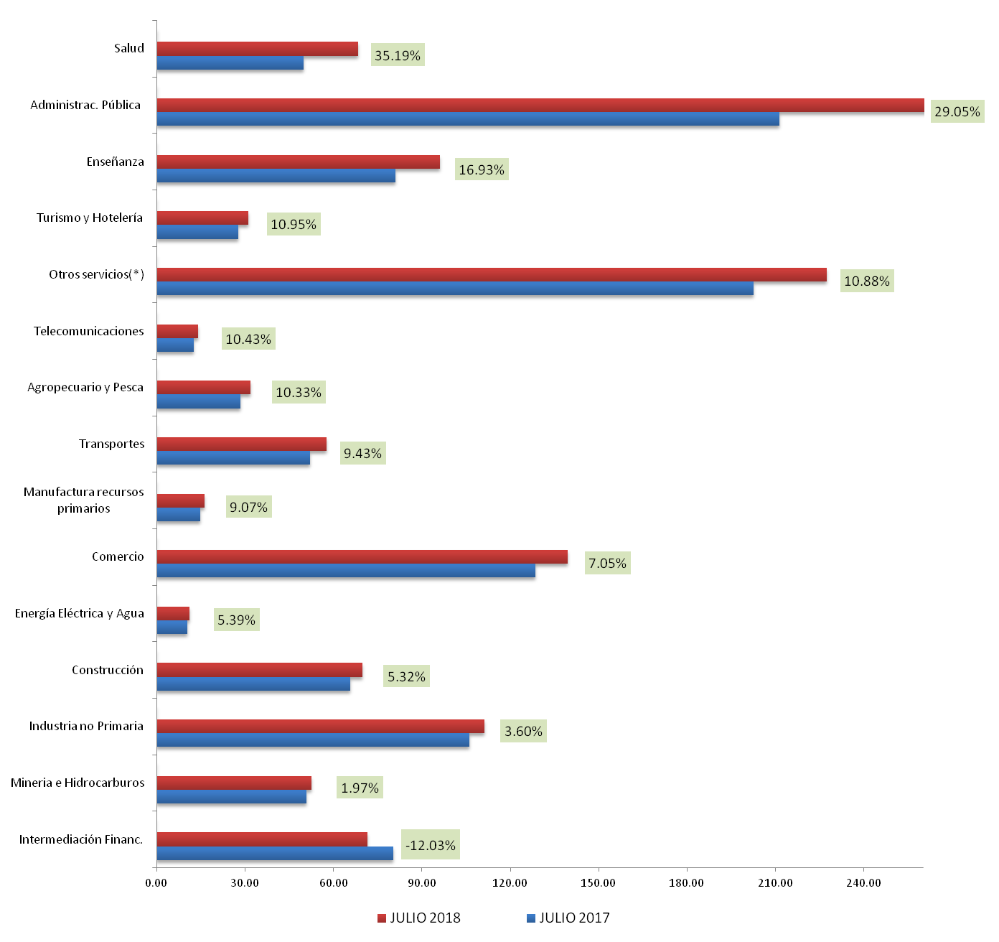 Salud
35.19%
Administrac. Pública
29.05%
Enseñanza
16.93%
Turismo y Hotelería
10.95%
Otros servicios(*)
10.88%
Telecomunicaciones
10.43%
Agropecuario y Pesca
10.33%
Transportes
9.43%
Manufactura recursos
primarios
9.07%
Comercio
7.05%
Energía Eléctrica y Agua
5.39%
Construcción
5.32%
Industria no Primaria
3.60%
Mineria e Hidrocarburos
1.97%
Intermediación Financ.
-12.03%
0.00 30.00 60.00 90.00 120.00 150.00 180.00 210.00 240.00
JULIO 2018 JULIO 2017